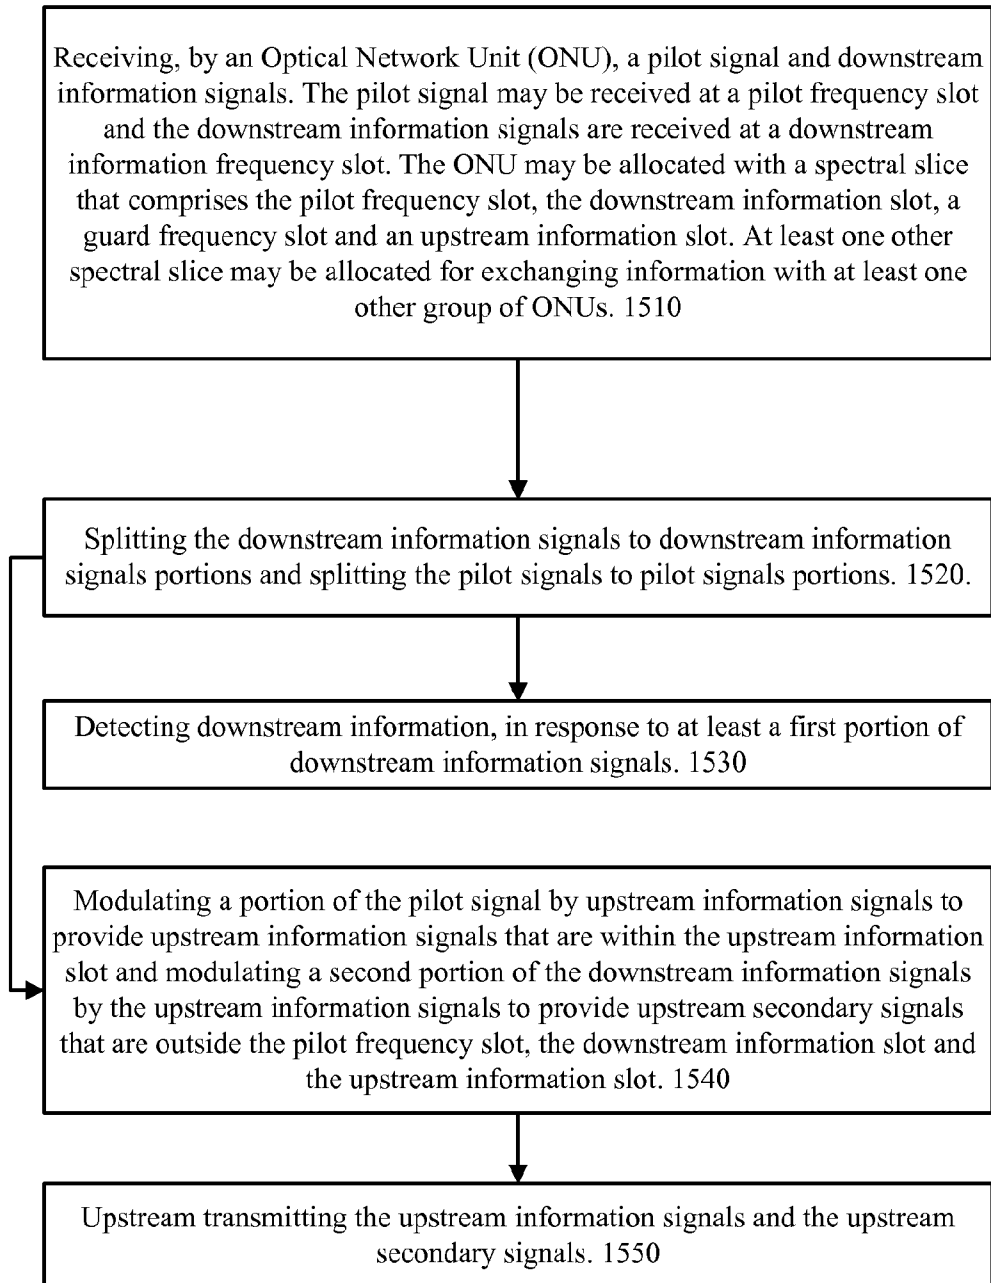 Receiving, by an Optical Network Unit (ONU), a pilot signal and downstream
information signals. The pilot signal may be received at a pilot frequency slot
and the downstream information signals are received at a downstream
information frequency slot. The ONU may be allocated with a spectral slice
that comprises the pilot frequency slot, the downstream information slot, a
guard frequency slot and an upstream information slot. At least one other
spectral slice may be allocated for exchanging information with at least one
other group of ONUs. 1510
Splitting the downstream information signals to downstream information
signals portions and splitting the pilot signals to pilot signals portions. 1520.
Detecting downstream information, in response to at least a first portion of
downstream information signals. 1530
Modulating a portion of the pilot signal by upstream information signals to
provide upstream information signals that are within the upstream information
slot and modulating a second portion of the downstream information signals
by the upstream information signals to provide upstream secondary signals
that are outside the pilot frequency slot, the downstream information slot and
the upstream information slot. 1540
Upstream transmitting the upstream information signals and the upstream
secondary signals. 1550